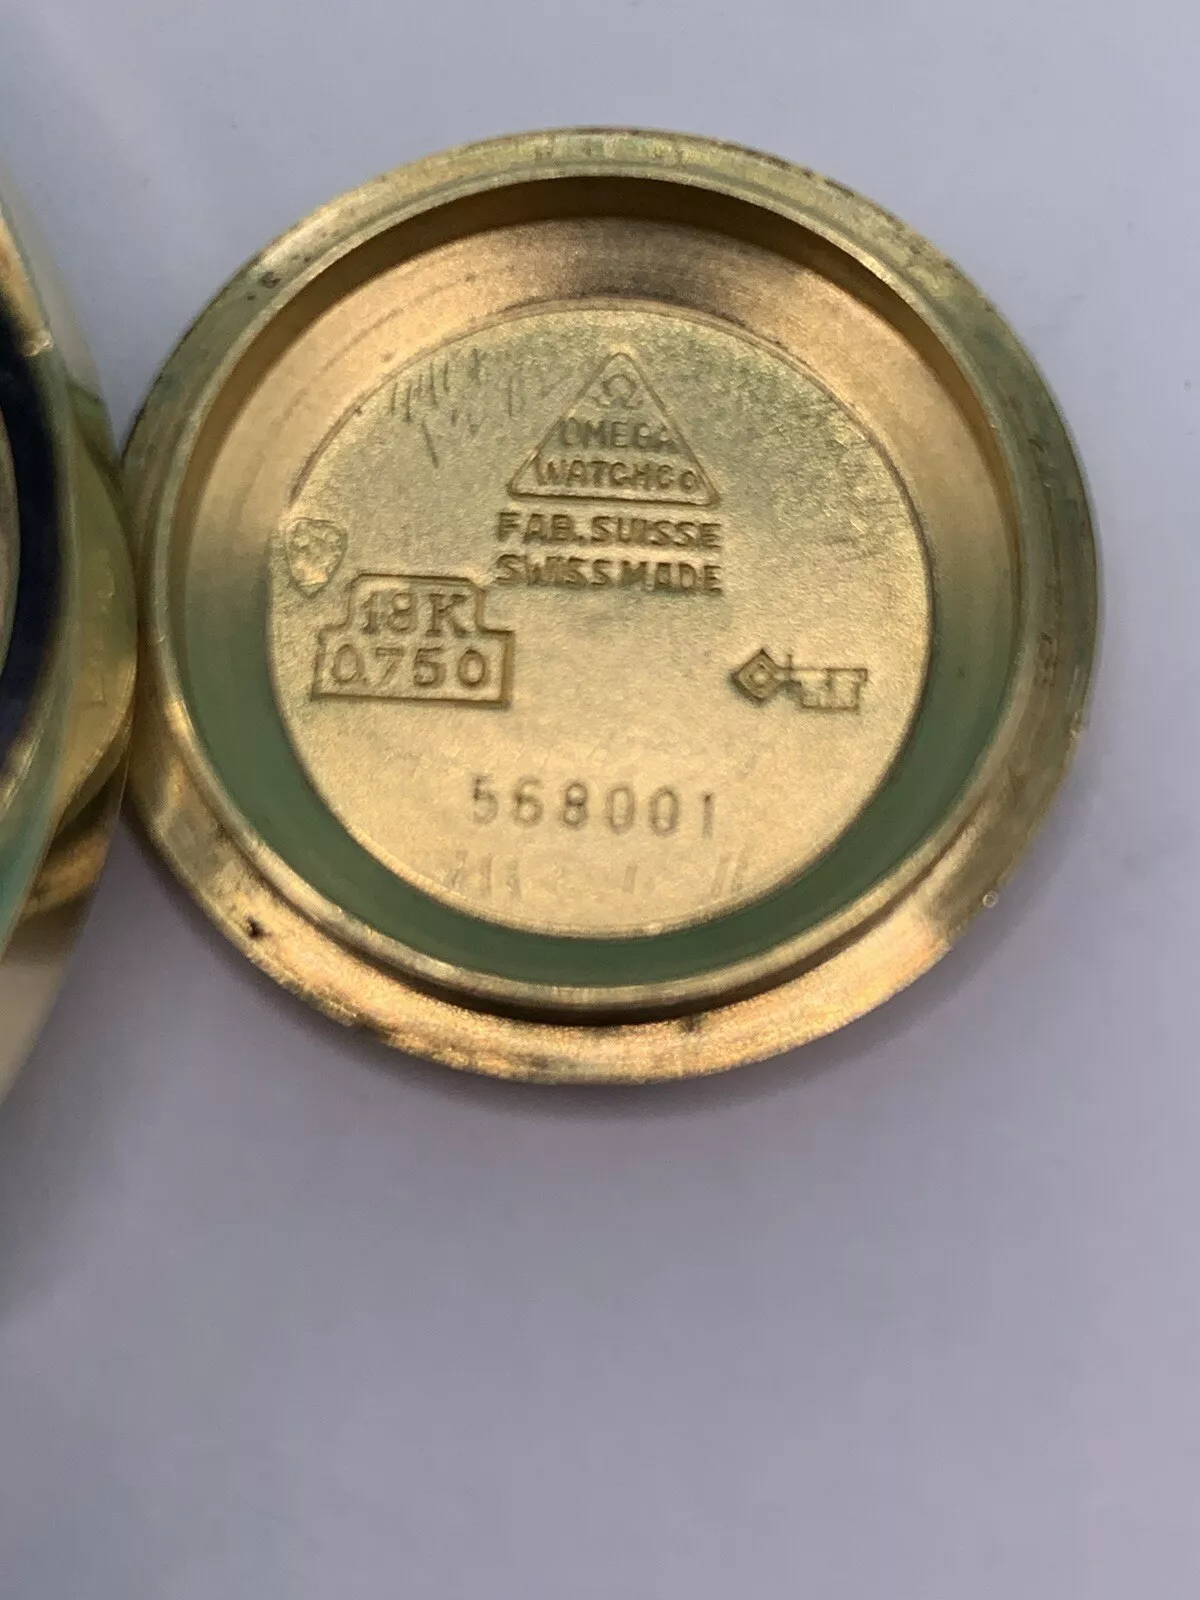 Ω
OMEGA
WATCH CO
FAB. SUISSE
SWISS MADE
18K
0.750
568001